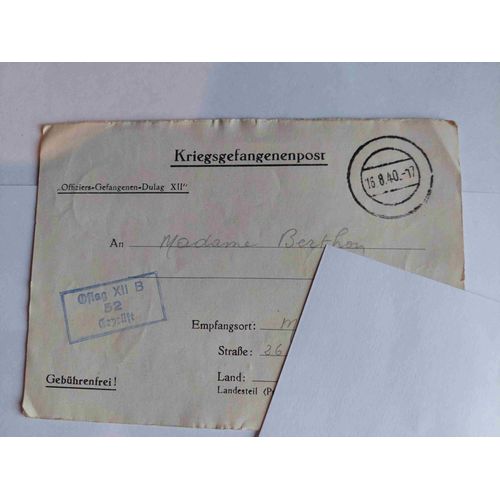 Kriegsgefangenenpost
16.8.40.-17
„Offiziers-Gefangenen-Dulag XII"
An Madame Berthon
Oflag XII B
52
Geprüft
Empfangsort: M
Straße: 26
Gebührenfrei!
Land:
Landesteil (P